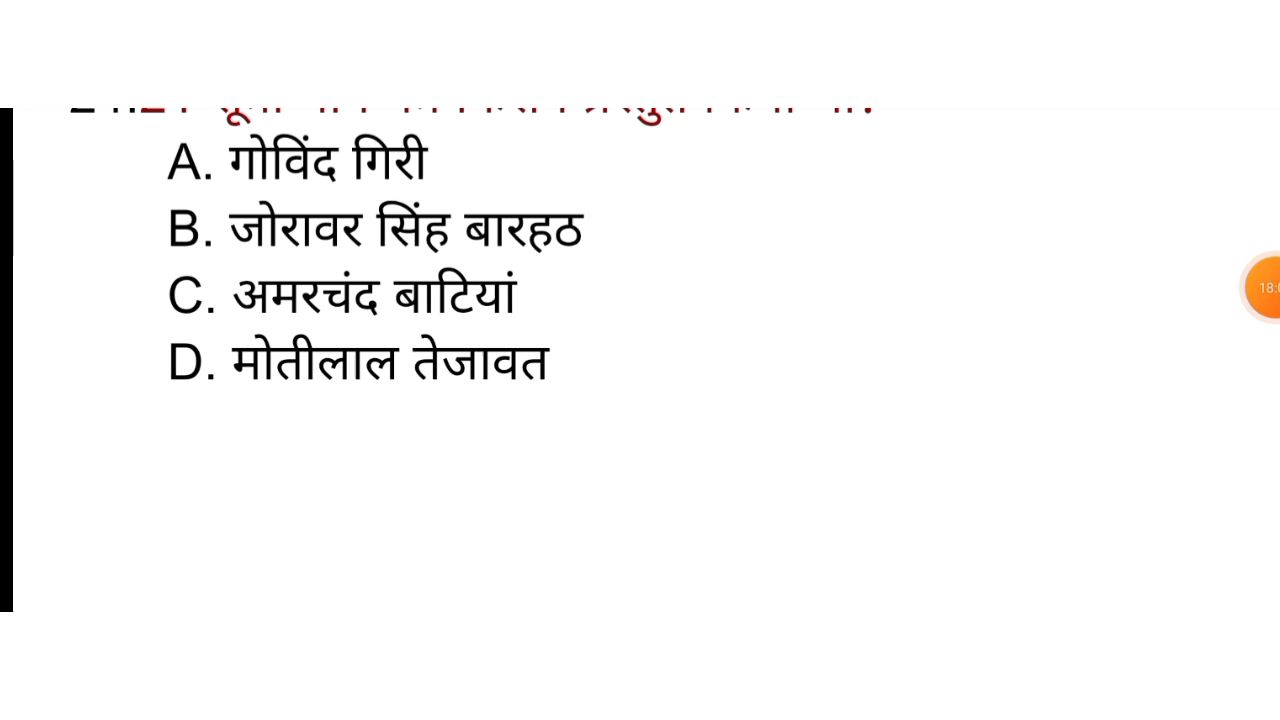 A. गोविंद गिरी
B. जोरावर सिंह बारहठ
C. अमरचंद बाटियां
D. मोतीलाल तेजावत